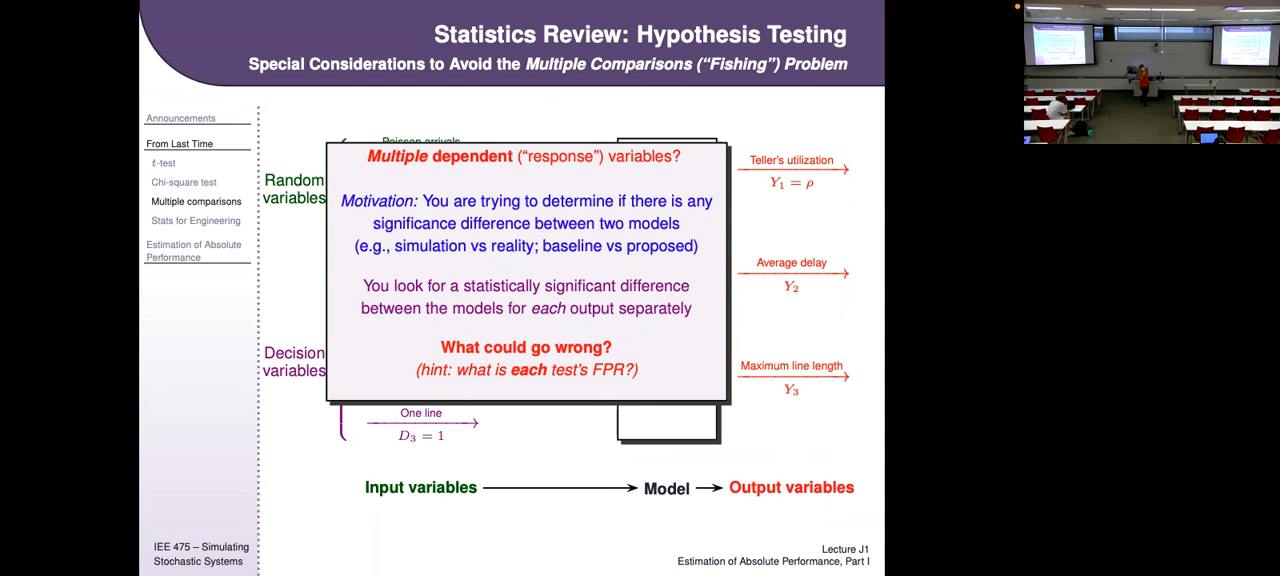 Statistics Review: Hypothesis Testing
Special Considerations to Avoid the Multiple Comparisons (“Fishing”) Problem
Announcements
From Last Time
t-test
Chi-square test
Multiple comparisons
Stats for Engineering
Estimation of Absolute
Performance
Random
variables
Decision
variables
Poisson arrivals
Multiple dependent (“response”) variables?
Motivation: You are trying to determine if there is any
significance difference between two models
(e.g., simulation vs reality; baseline vs proposed)
You look for a statistically significant difference
between the models for each output separately
What could go wrong?
(hint: what is each test's FPR?)
One line
D₃ = 1
Teller's utilization
Y₁ = ρ
Average delay
Y₂
Maximum line length
Y₃
Input variables
Model
Output variables
IEE 475 – Simulating
Stochastic Systems
Lecture J1
Estimation of Absolute Performance, Part I